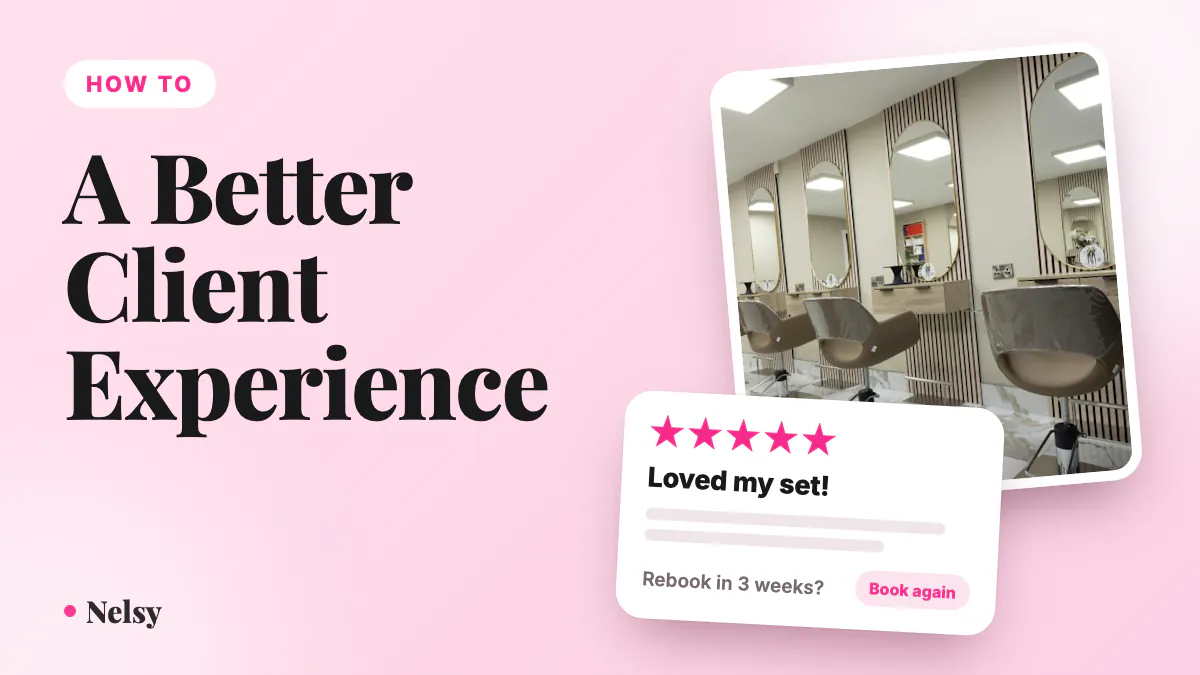 HOW TO
A Better
Client
Experience
Loved my set!
Rebook in 3 weeks?
Book again
Nelsy